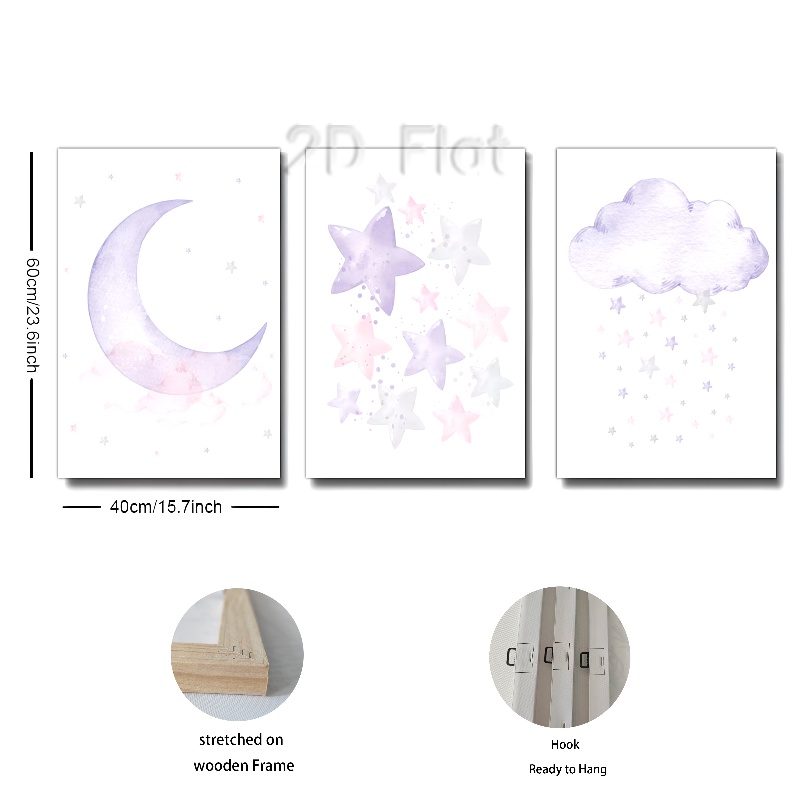 2D Flat
60cm/23.6inch
40cm/15.7inch
stretched on
wooden Frame
Hook
Ready to Hang